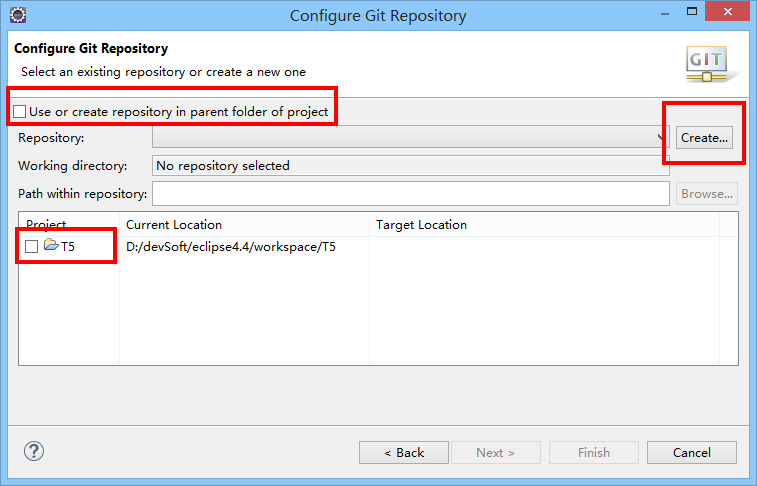 Configure Git Repository
Configure Git Repository
Select an existing repository or create a new one
GIT
Use or create repository in parent folder of project
Repository: Create...
Working directory: No repository selected
Path within repository: Browse...
Project Current Location Target Location
T5 D:/devSoft/eclipse4.4/workspace/T5
? < Back Next > Finish Cancel